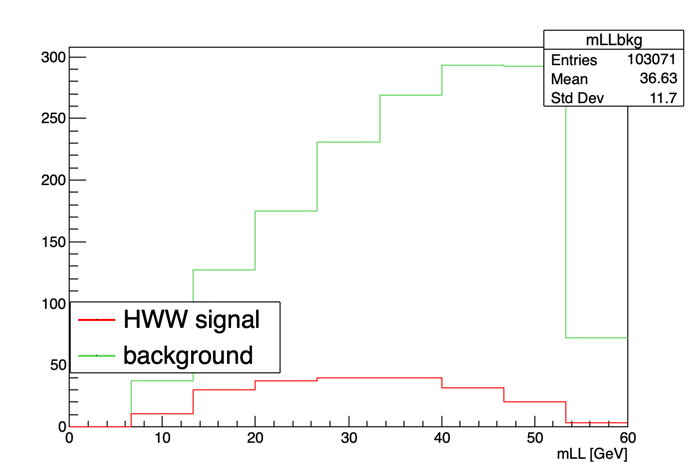 mLLbkg
Entries 103071
Mean 36.63
Std Dev 11.7
300
250
200
150
100
50
0
HWW signal
background
0 10 20 30 40 50 60
mLL [GeV]